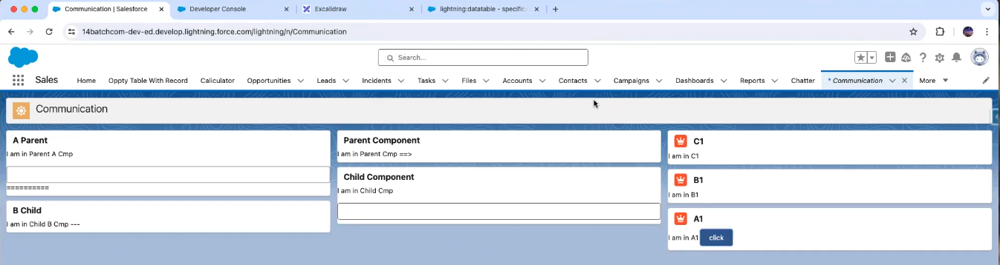 Communication | Salesforce
Developer Console
Excalidraw
lightning:datatable - specific
14batchcom-dev-ed.develop.lightning.force.com/lightning/n/Communication
Search...
Sales
Home
Oppty Table With Record
Calculator
Opportunities
Leads
Incidents
Tasks
Files
Accounts
Contacts
Campaigns
Dashboards
Reports
Chatter
* Communication
More
Communication
A Parent
I am in Parent A Cmp
==========
B Child
I am in Child B Cmp ---
Parent Component
I am in Parent Cmp ==>
Child Component
I am in Child Cmp
C1
I am in C1
B1
I am in B1
A1
I am in A1 click